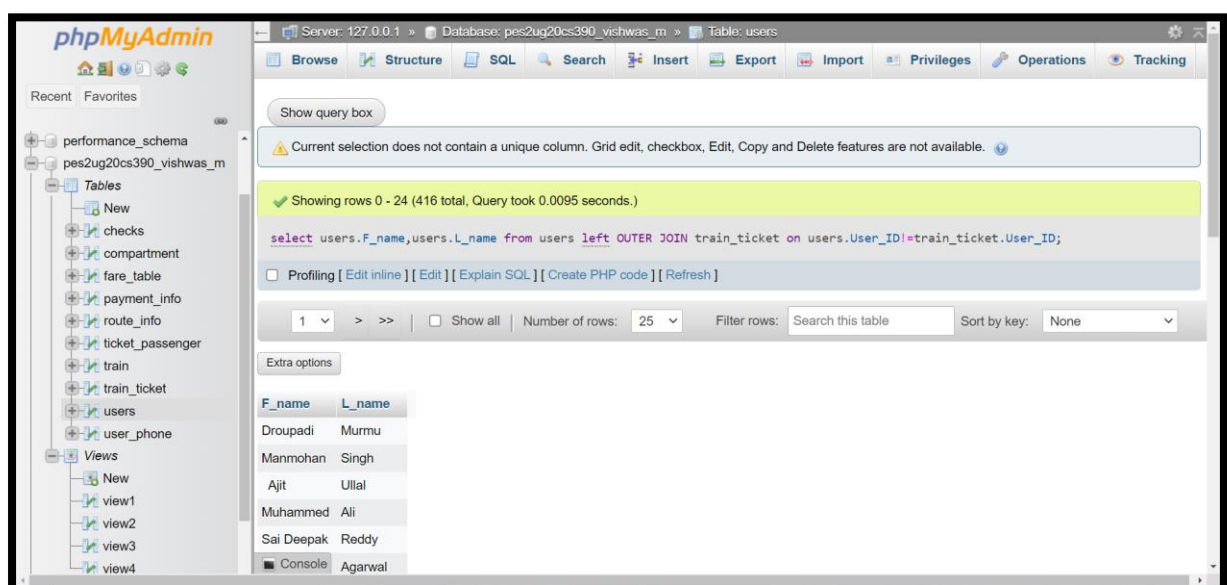 phpMyAdmin
Recent Favorites
performance_schema
pes2ug20cs390_vishwas_m
Tables
New
checks
compartment
fare_table
payment_info
route_info
ticket_passenger
train
train_ticket
users
user_phone
Views
New
view1
view2
view3
view4
Server: 127.0.0.1 » Database: pes2ug20cs390_vishwas_m » Table: users
Browse Structure SQL Search Insert Export Import Privileges Operations Tracking
Show query box
Current selection does not contain a unique column. Grid edit, checkbox, Edit, Copy and Delete features are not available.
Showing rows 0 - 24 (416 total, Query took 0.0095 seconds.)
select users.F_name,users.L_name from users left OUTER JOIN train_ticket on users.User_ID!=train_ticket.User_ID;
Profiling [ Edit inline ] [ Edit ] [ Explain SQL ] [ Create PHP code ] [ Refresh ]
1 > >> | Show all | Number of rows: 25 Filter rows: Search this table Sort by key: None
Extra options
F_name L_name
Droupadi Murmu
Manmohan Singh
Ajit Ullal
Muhammed Ali
Sai Deepak Reddy
Console Agarwal